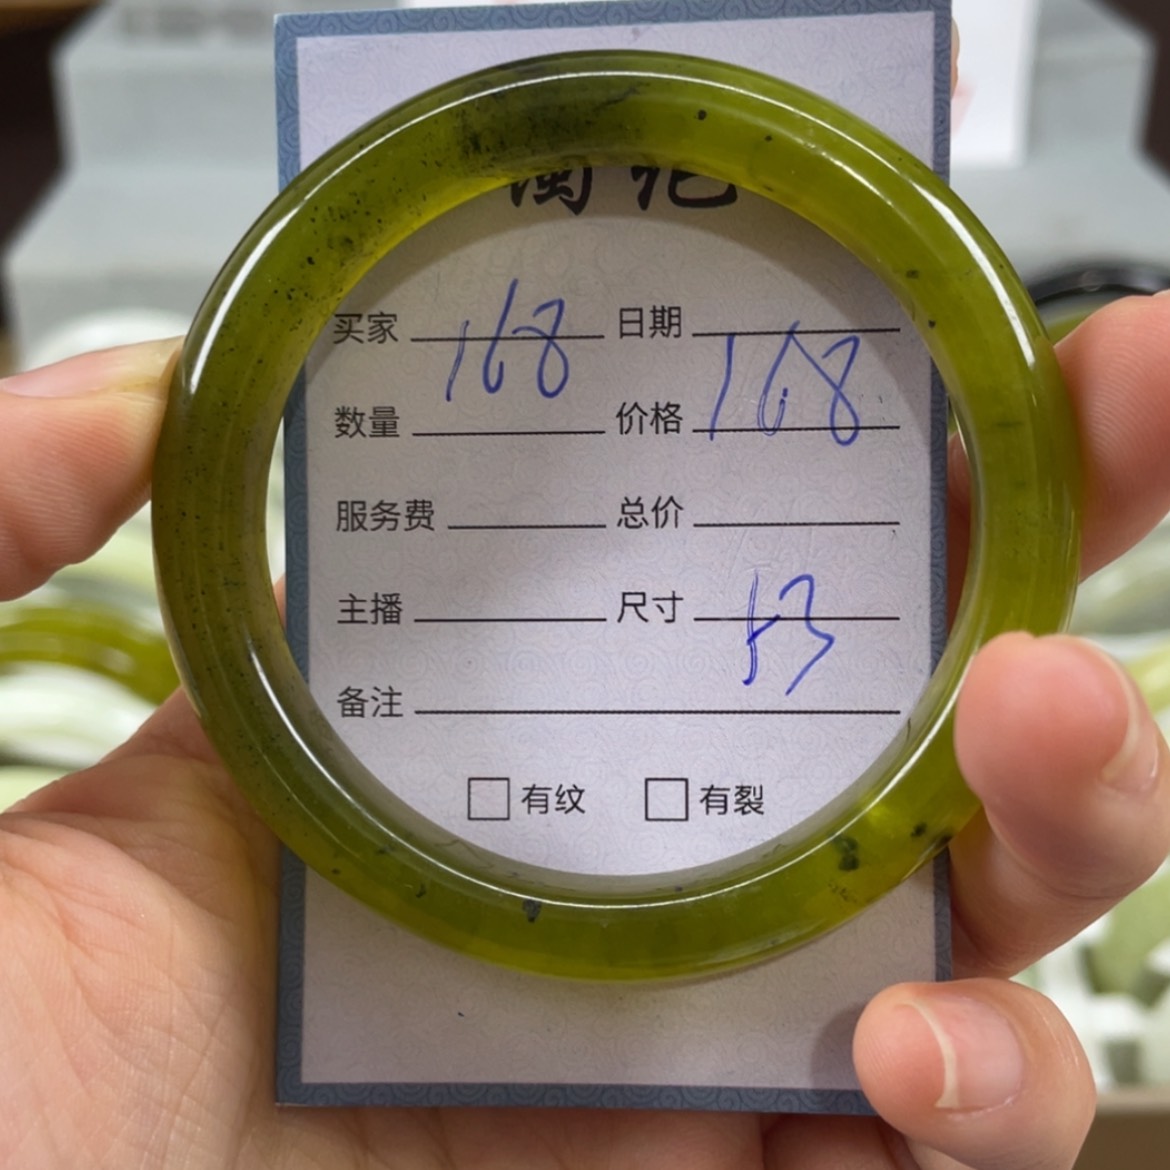 买家 168 日期
数量 价格 168
服务费 总价
主播 尺寸 53
备注
有纹 有裂